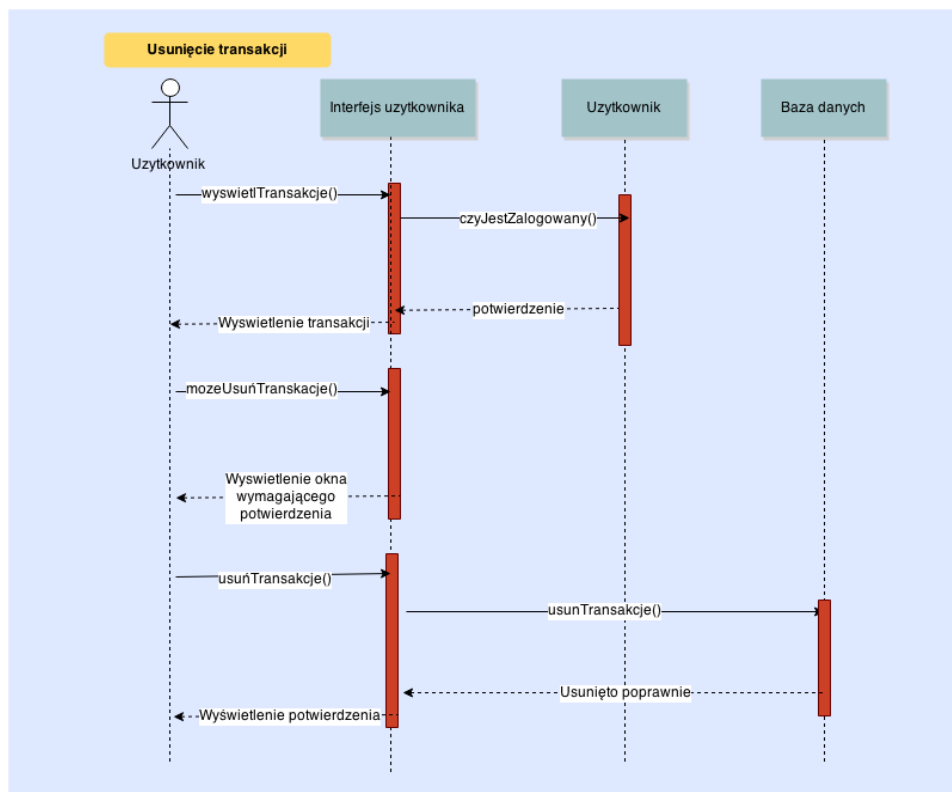 Usunięcie transakcji
Interfejs uzytkownika
Uzytkownik
Baza danych
Uzytkownik
wyswietlTransakcje()
czyJestZalogowany()
potwierdzenie
Wyswietlenie transakcji
mozeUsuńTranskacje()
Wyswietlenie okna
wymagającego
potwierdzenia
usuńTransakcje()
usunTransakcje()
Usunięto poprawnie
Wyświetlenie potwierdzenia